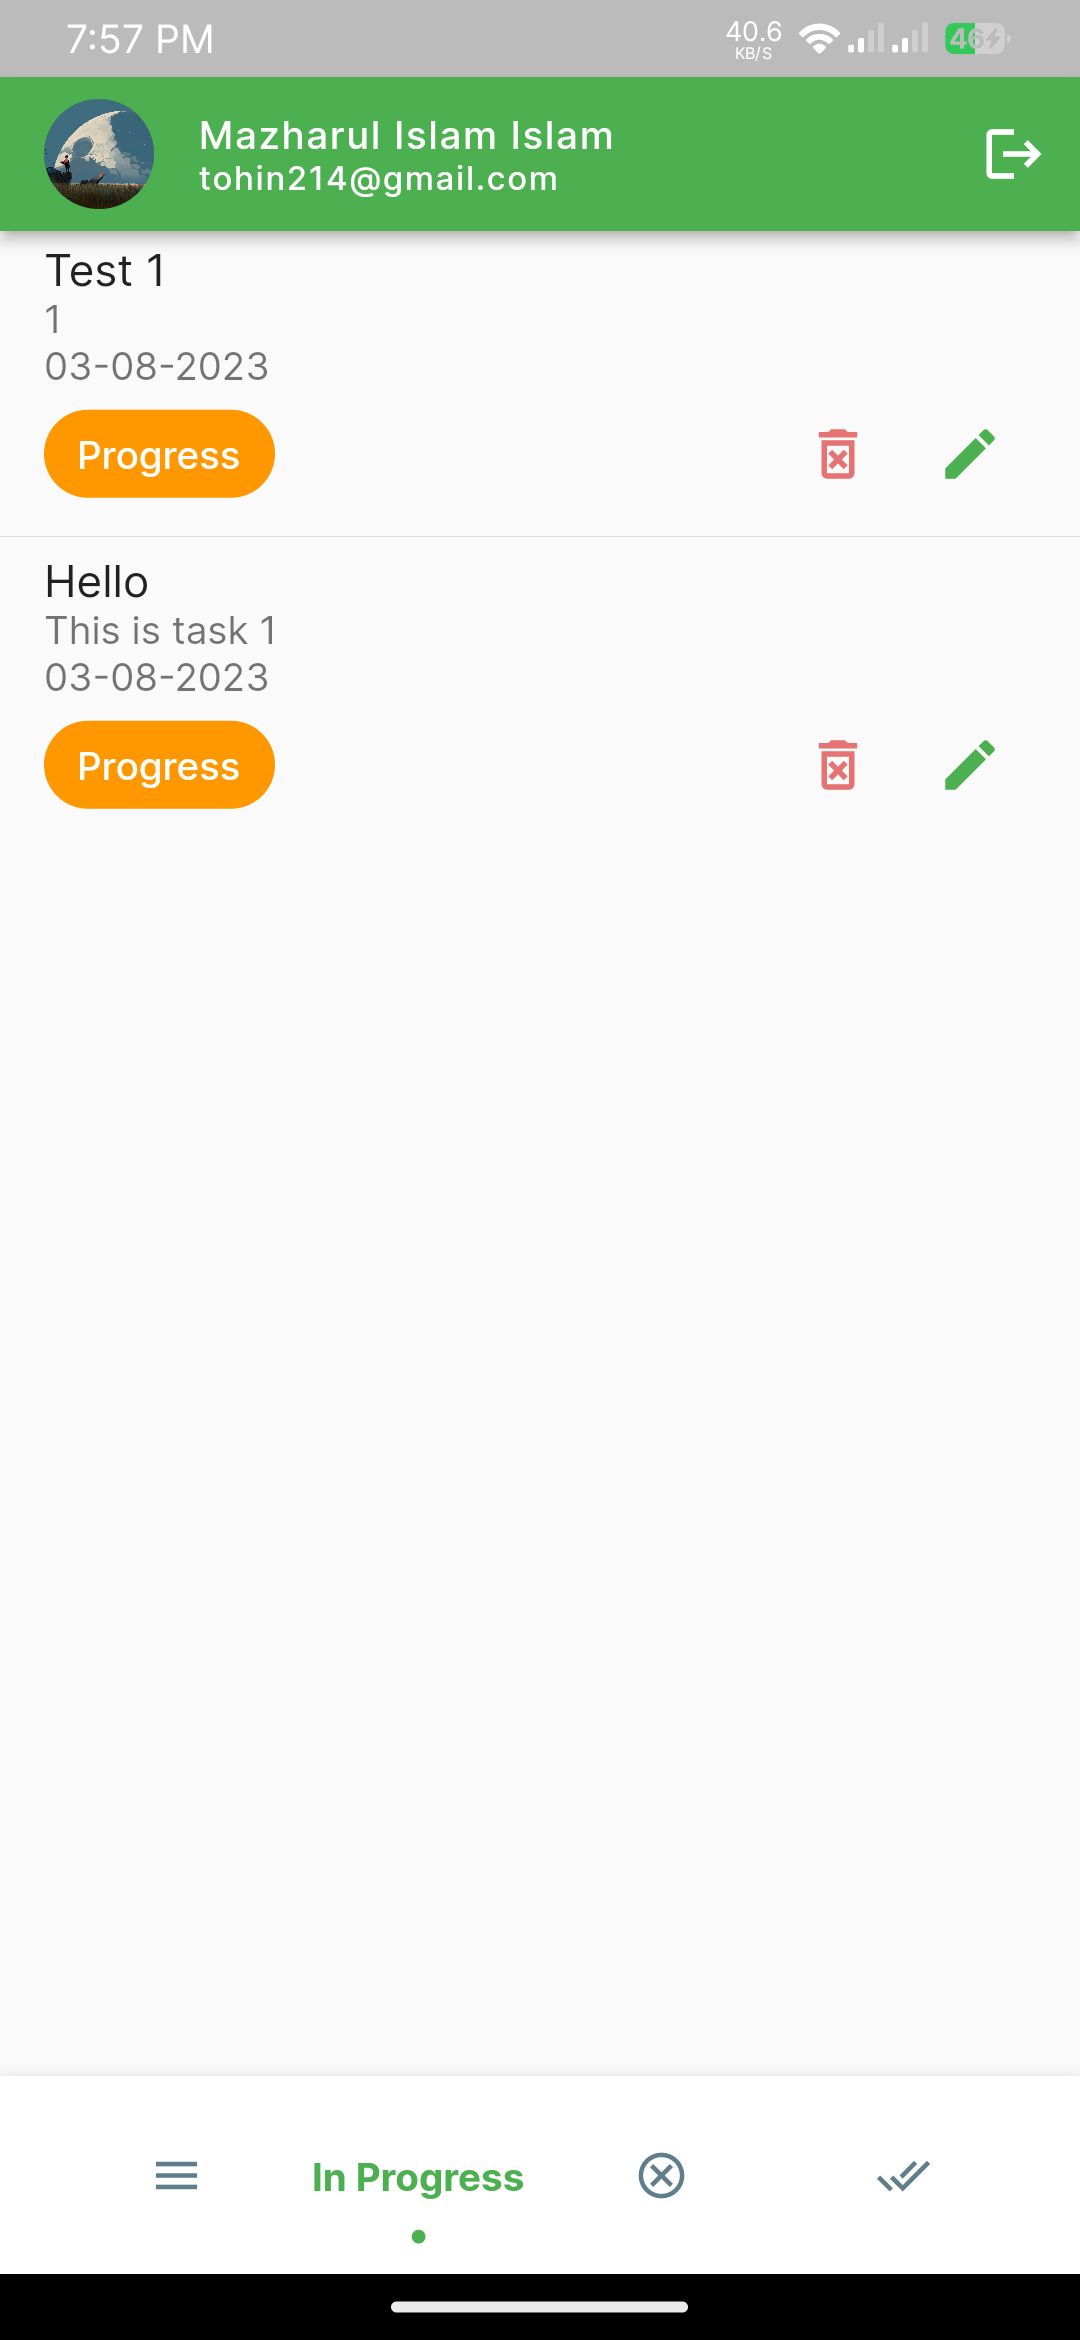 7:57 PM
40.6
KB/S
46
Mazharul Islam Islam
tohin214@gmail.com
Test 1
1
03-08-2023
Progress
Hello
This is task 1
03-08-2023
Progress
In Progress